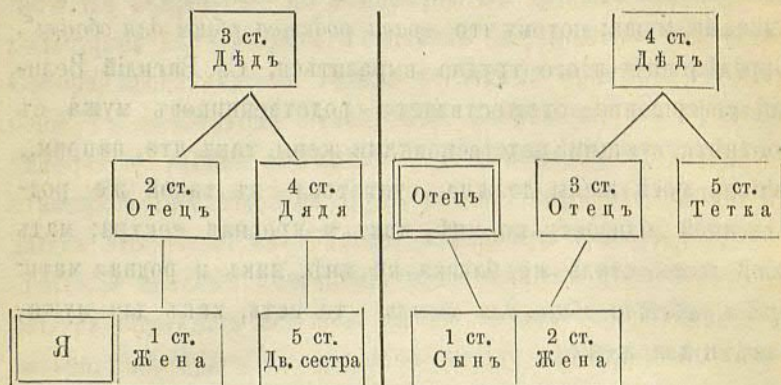 3 ст.
Дѣдъ
2 ст.
Отецъ
4 ст.
Дядя
Я
1 ст.
Жена
5 ст.
Дв. сестра
4 ст.
Дѣдъ
Отецъ
3 ст.
Отецъ
5 ст.
Тетка
1 ст.
Сынъ
2 ст.
Жена